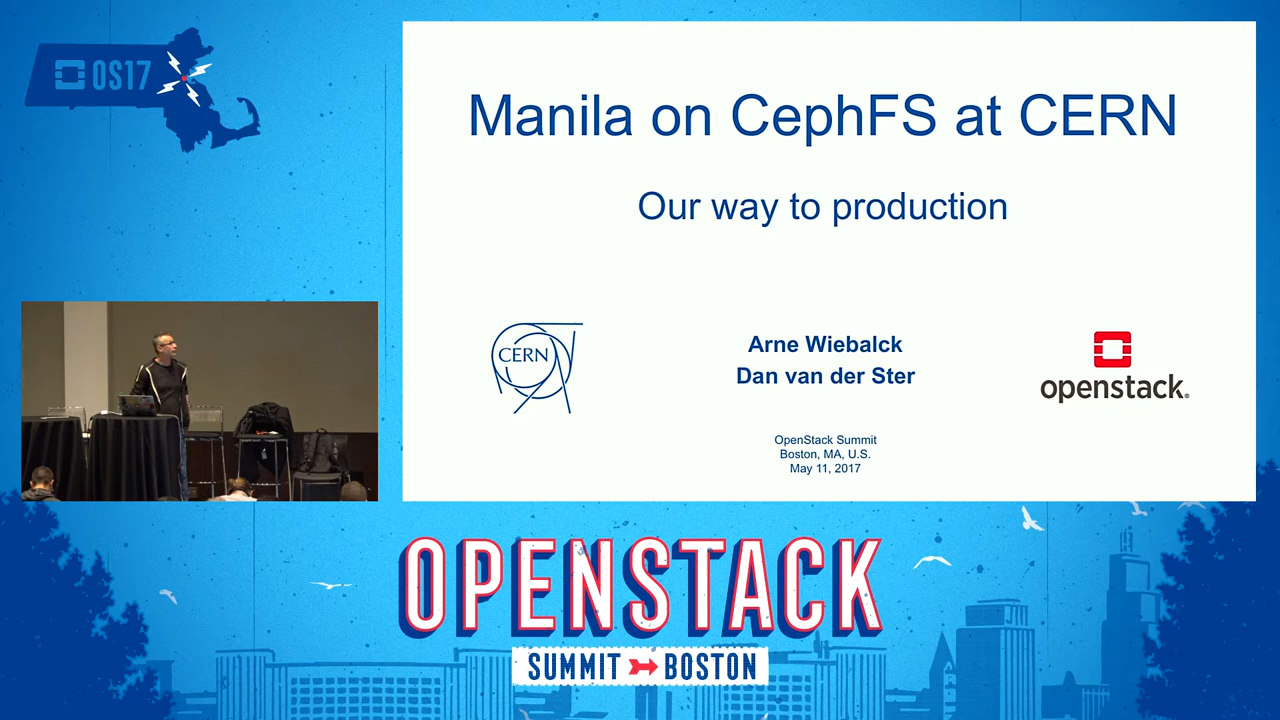 OS17
Manila on CephFS at CERN
Our way to production
CERN
Arne Wiebalck
Dan van der Ster
openstack.
OpenStack Summit
Boston, MA, U.S.
May 11, 2017
OPENSTACK
SUMMIT BOSTON